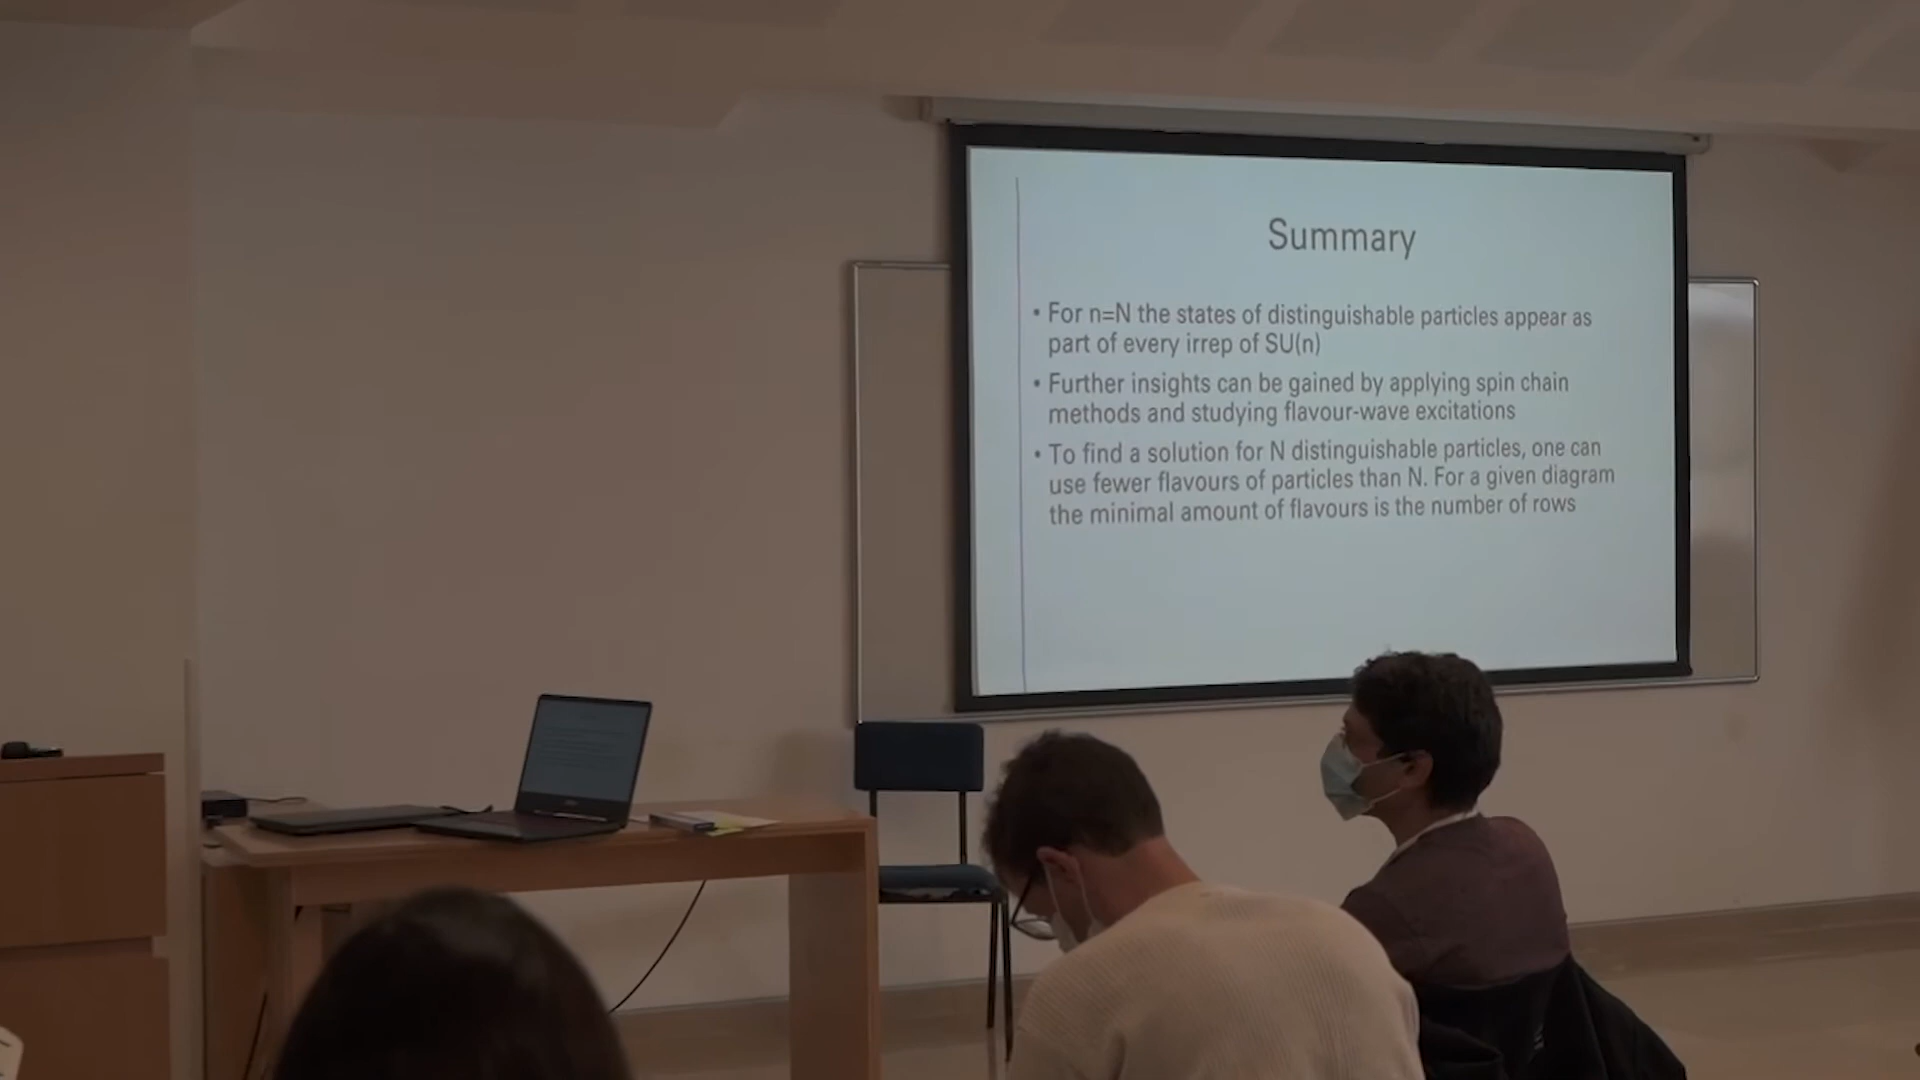 Summary
• For n=N the states of distinguishable particles appear as
part of every irrep of SU(n)
• Further insights can be gained by applying spin chain
methods and studying flavour-wave excitations
• To find a solution for N distinguishable particles, one can
use fewer flavours of particles than N. For a given diagram
the minimal amount of flavours is the number of rows